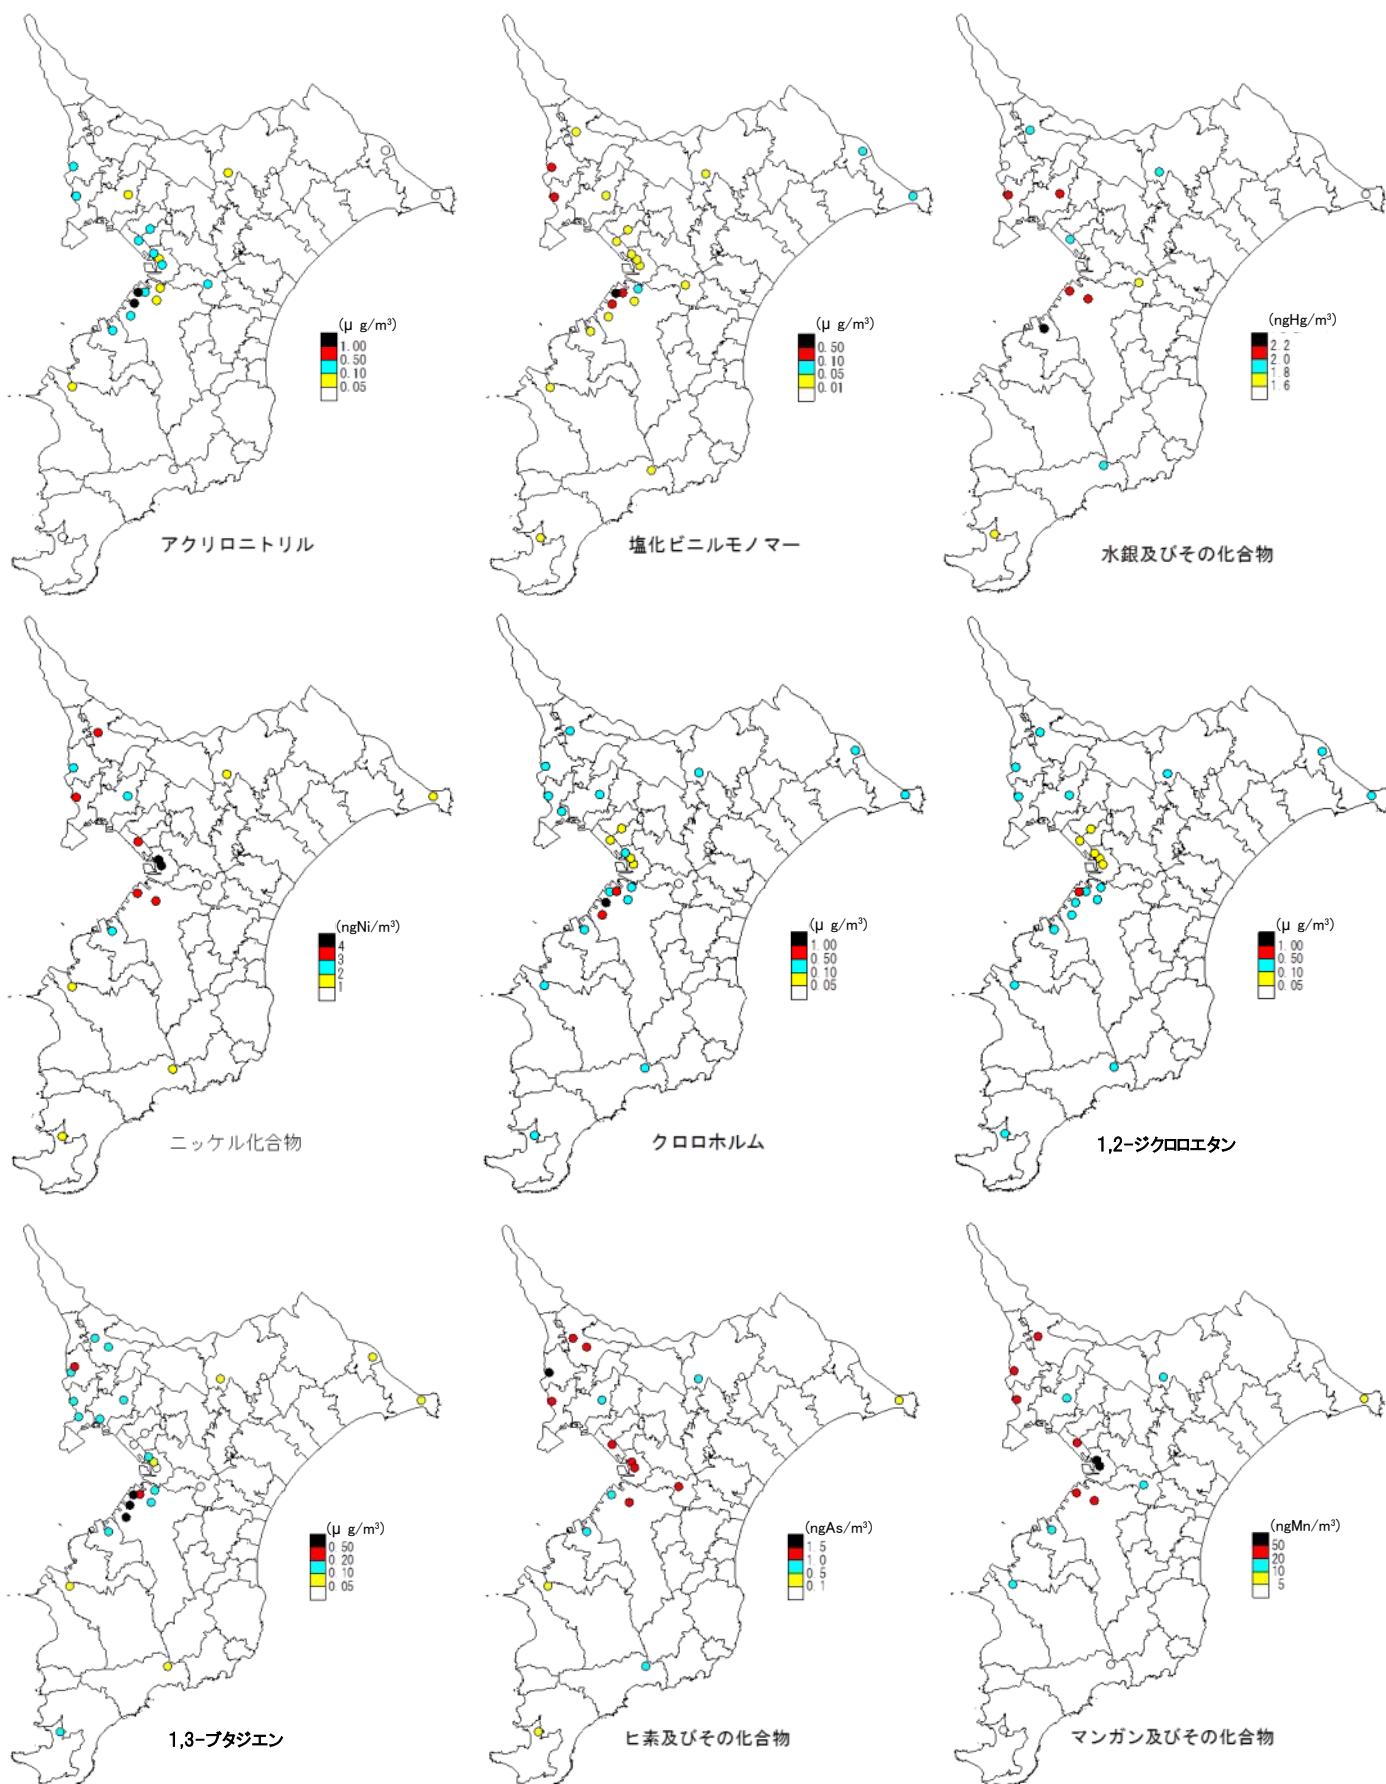 (μ g/m³)
1.00
0.50
0.10
0.05
アクリロニトリル
(μ g/m³)
0.50
0.10
0.05
0.01
塩化ビニルモノマー
(ngHg/m³)
2.2
2.0
1.8
1.6
水銀及びその化合物
(ngNi/m³)
4
3
2
1
ニッケル化合物
(μ g/m³)
1.00
0.50
0.10
0.05
クロロホルム
(μ g/m³)
1.00
0.50
0.10
0.05
1,2-ジクロロエタン
(μ g/m³)
0.50
0.20
0.10
0.05
1,3-ブタジエン
(ngAs/m³)
1.5
1.0
0.5
0.1
ヒ素及びその化合物
(ngMn/m³)
50
20
10
5
マンガン及びその化合物